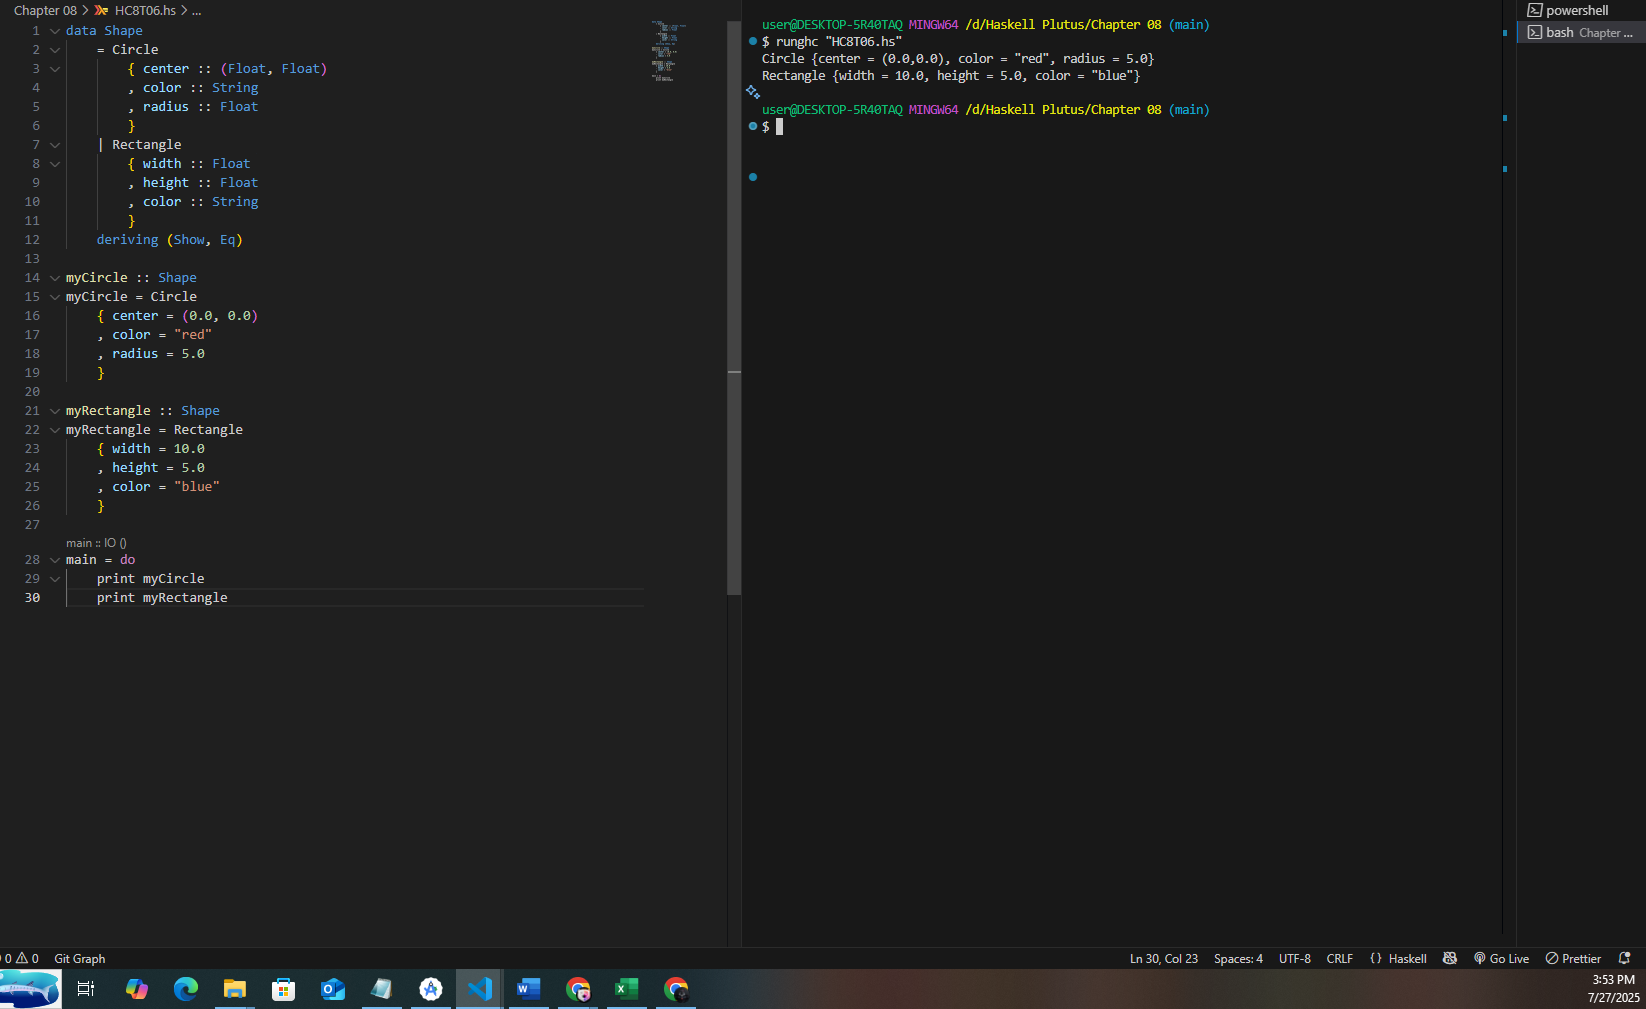 Chapter 08 > HC8T06.hs > ...
1 data Shape
2     = Circle
3         { center :: (Float, Float)
4         , color :: String
5         , radius :: Float
6         }
7     | Rectangle
8         { width :: Float
9         , height :: Float
10         , color :: String
11         }
12     deriving (Show, Eq)
13
14 myCircle :: Shape
15 myCircle = Circle
16     { center = (0.0, 0.0)
17     , color = "red"
18     , radius = 5.0
19     }
20
21 myRectangle :: Shape
22 myRectangle = Rectangle
23     { width = 10.0
24     , height = 5.0
25     , color = "blue"
26     }
27
main :: IO ()
28 main = do
29     print myCircle
30     print myRectangle
user@DESKTOP-5R40TAQ MINGW64 /d/Haskell Plutus/Chapter 08 (main)
$ runghc "HC8T06.hs"
Circle {center = (0.0,0.0), color = "red", radius = 5.0}
Rectangle {width = 10.0, height = 5.0, color = "blue"}
user@DESKTOP-5R40TAQ MINGW64 /d/Haskell Plutus/Chapter 08 (main)
$
powershell
bash Chapter ...
0 0 Git Graph
Ln 30, Col 23 Spaces: 4 UTF-8 CRLF {} Haskell Go Live Prettier
3:53 PM
7/27/2025